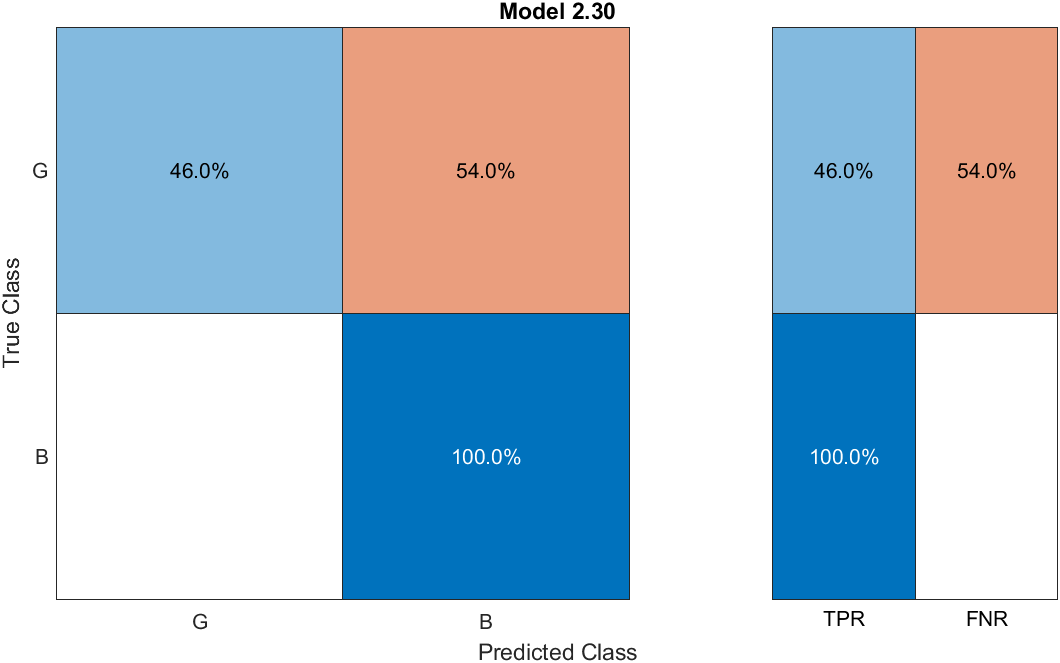 Model 2.30
True Class
G
46.0%
54.0%
46.0%
54.0%
B
100.0%
100.0%
G
B
TPR
FNR
Predicted Class